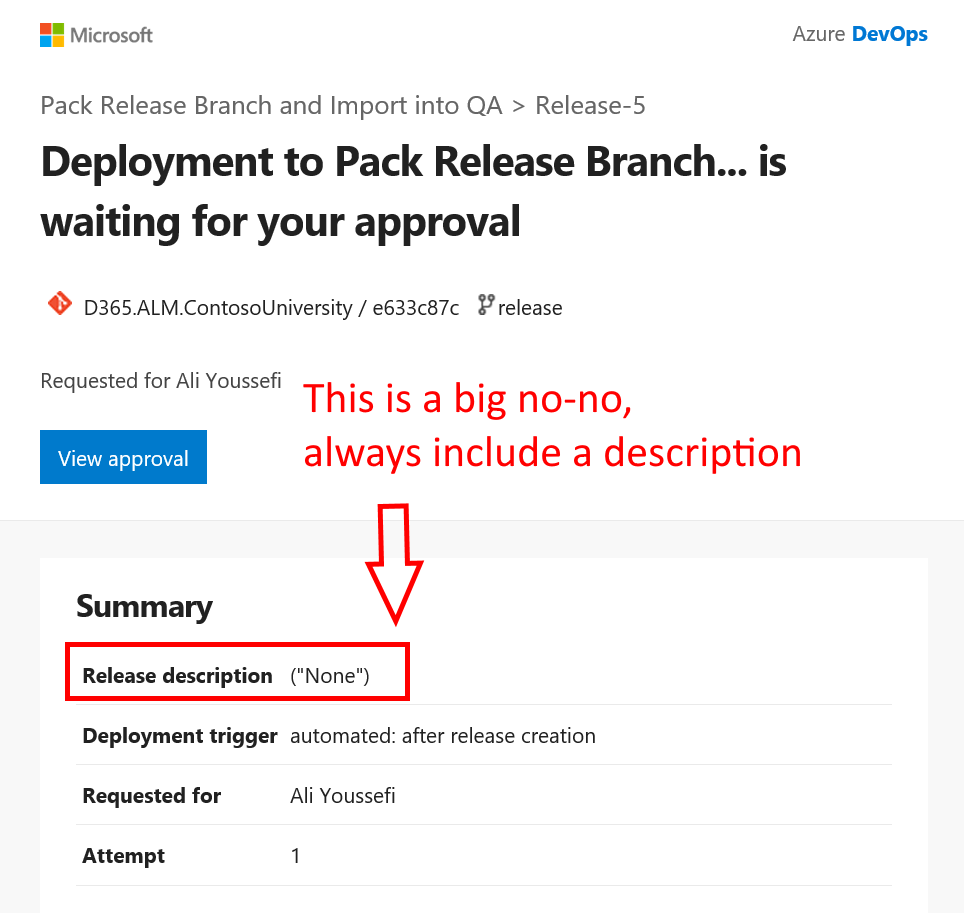 Microsoft
Azure DevOps
Pack Release Branch and Import into QA > Release-5
Deployment to Pack Release Branch... is
waiting for your approval
D365.ALM.ContosoUniversity / e633c87c release
Requested for Ali Youssefi
This is a big no-no,
always include a description
View approval
Summary
Release description ("None")
Deployment trigger automated: after release creation
Requested for Ali Youssefi
Attempt 1